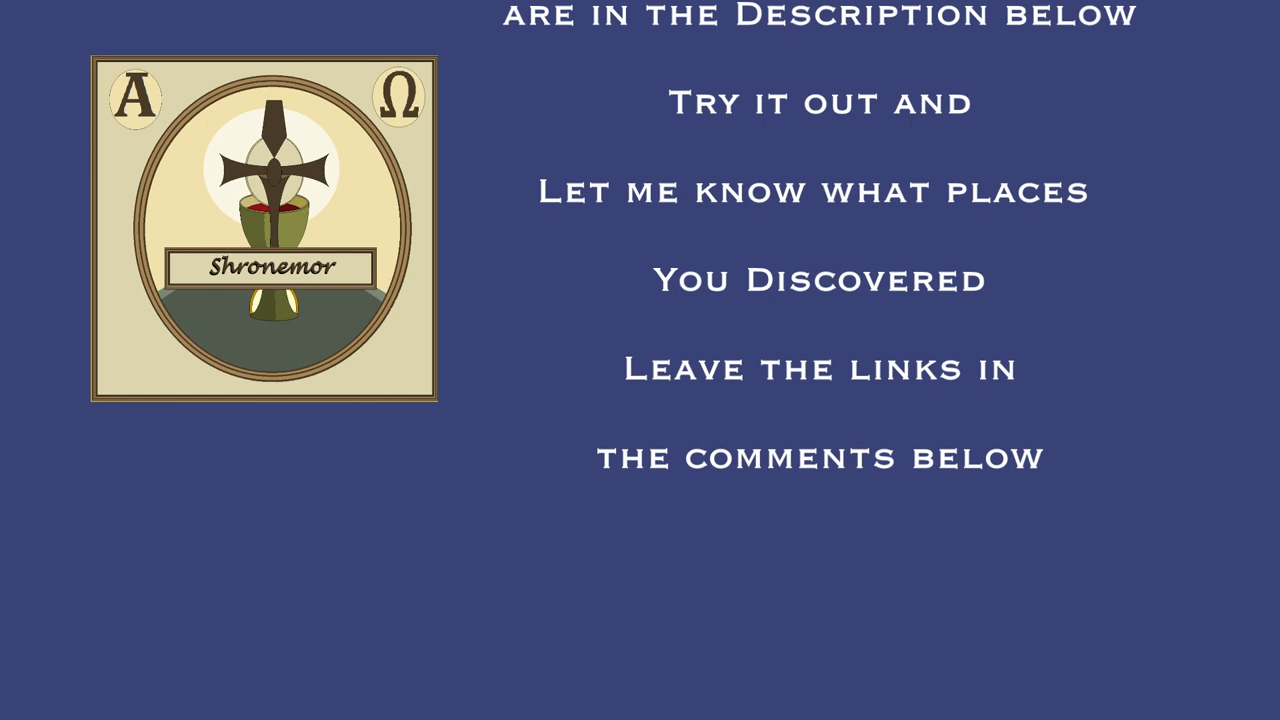 Α
Ω
Shronemor
are in the Description below
Try it out and
Let me know what places
You Discovered
Leave the links in
the comments below